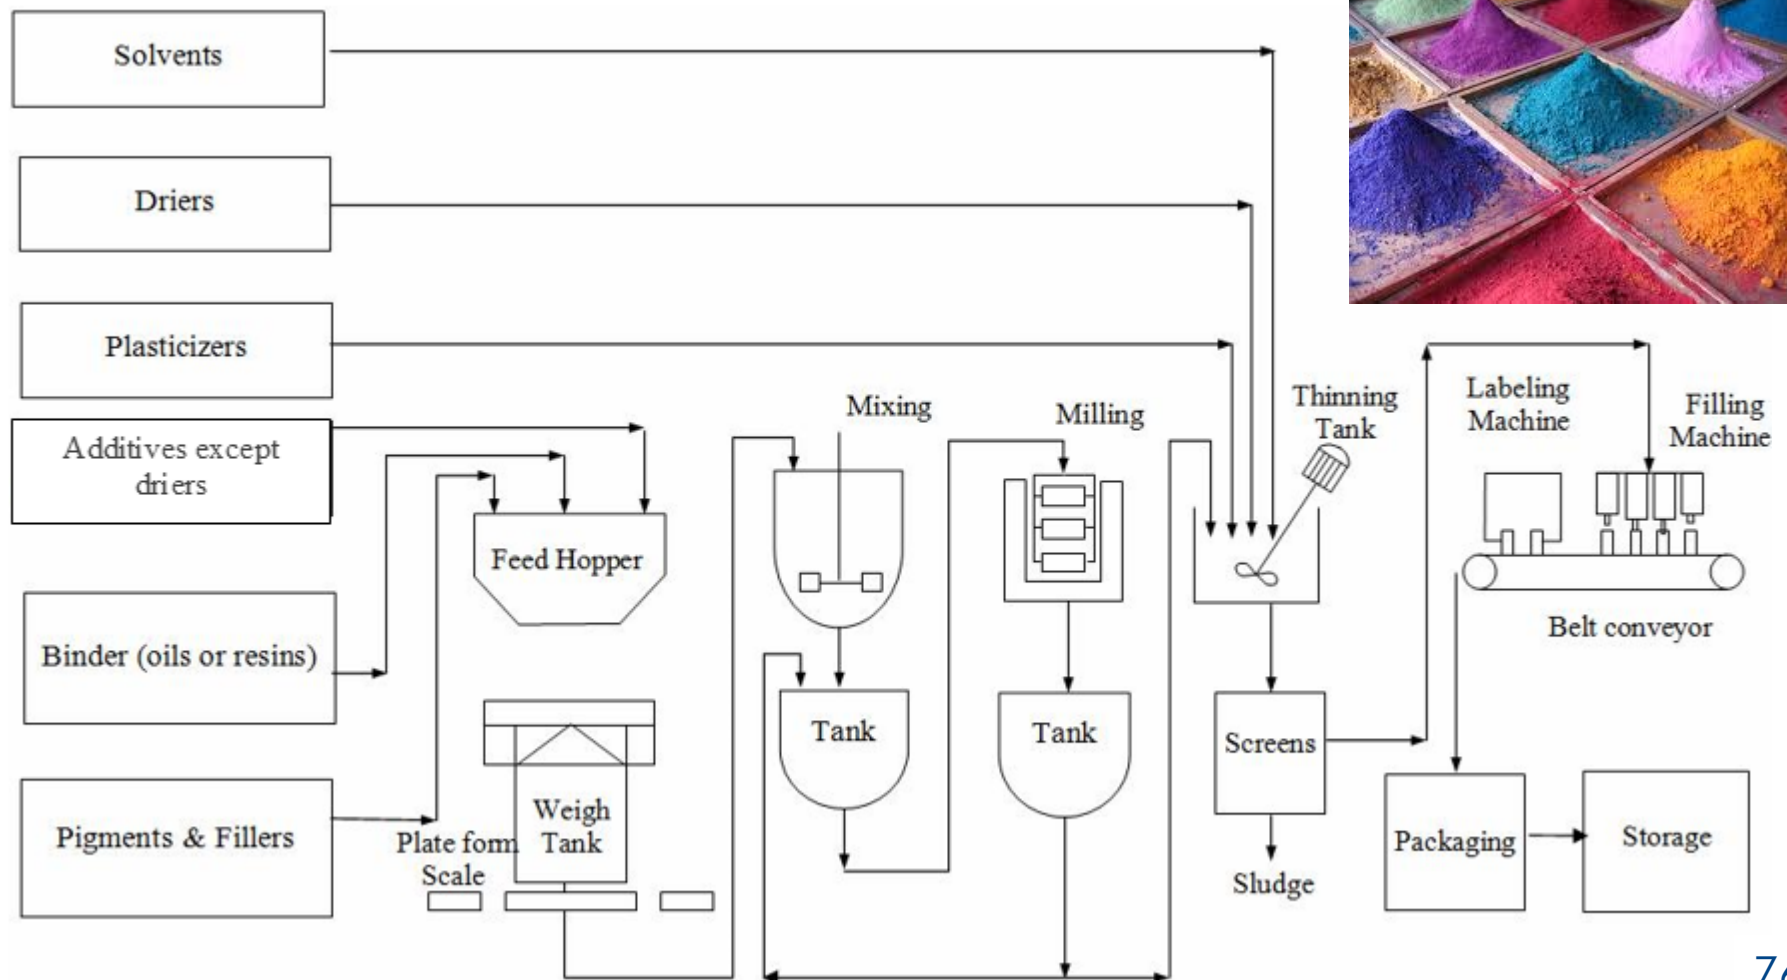 Solvents
Driers
Plasticizers
Additives except
driers
Binder (oils or resins)
Pigments & Fillers
Feed Hopper
Plate form
Scale
Weigh
Tank
Mixing
Tank
Milling
Tank
Thinning
Tank
Screens
Sludge
Labeling
Machine
Filling
Machine
Belt conveyor
Packaging
Storage